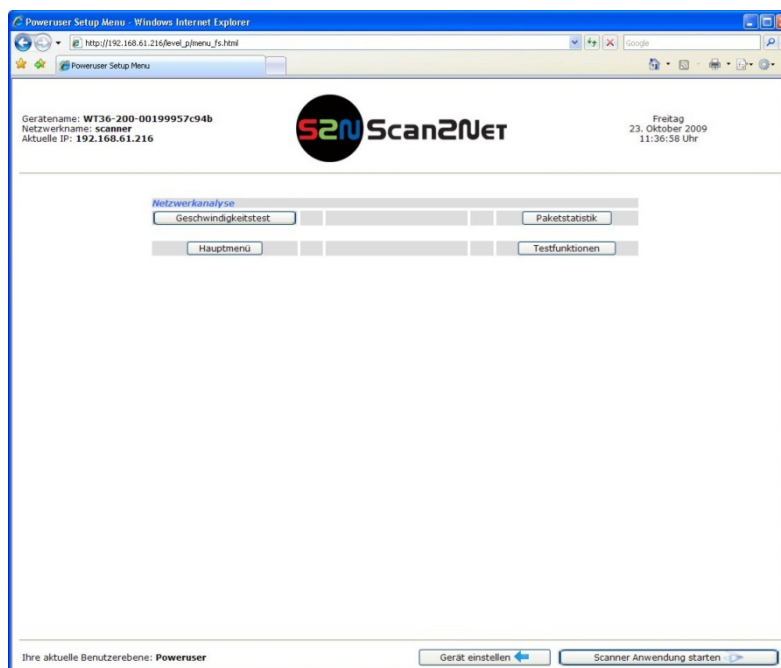 Poweruser Setup Menu - Windows Internet Explorer
http://192.168.61.216/level_p/menu_fs.html
Google
Poweruser Setup Menu
Gerätename: WT36-200-00199957c94b
Netzwerkname: scanner
Aktuelle IP: 192.168.61.216
S2N Scan2Net
Freitag
23. Oktober 2009
11:36:58 Uhr
Netzwerkanalyse
Geschwindigkeitstest Paketstatistik
Hauptmenü Testfunktionen
Ihre aktuelle Benutzerebene: Poweruser Gerät einstellen Scanner Anwendung starten